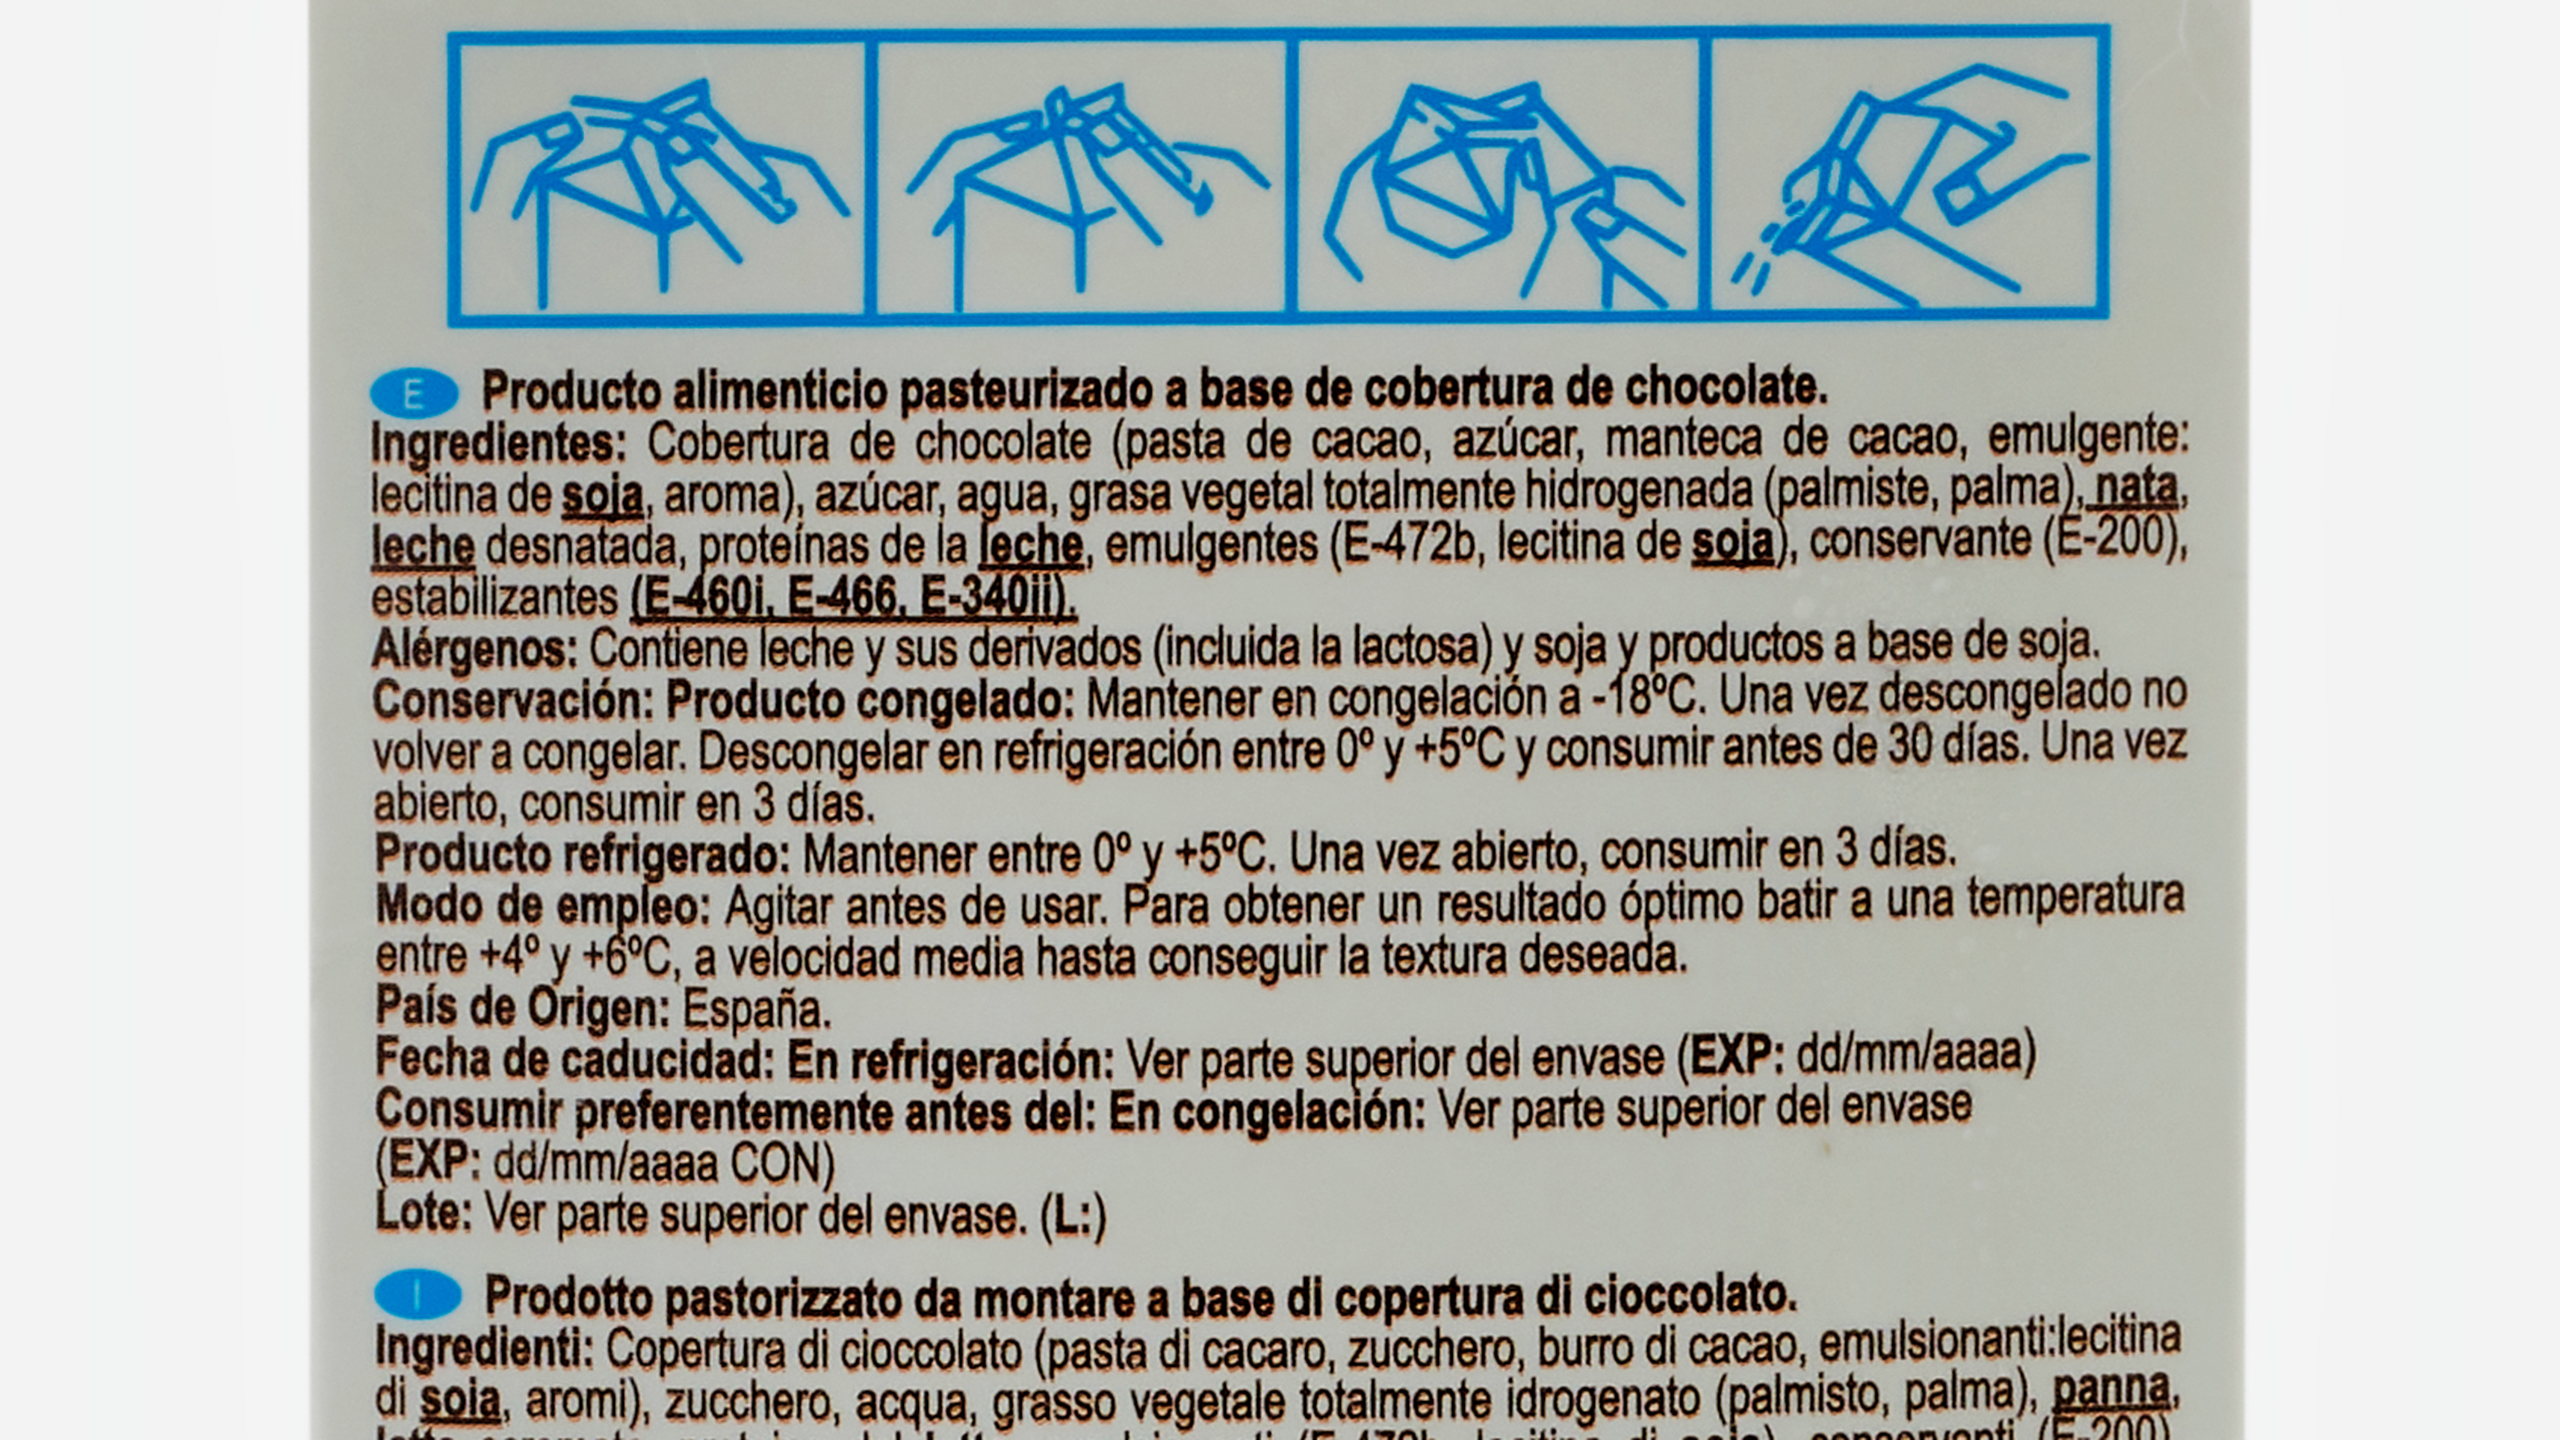 E Producto alimenticio pasteurizado a base de cobertura de chocolate.
Ingredientes: Cobertura de chocolate (pasta de cacao, azúcar, manteca de cacao, emulgente:
lecitina de soja, aroma), azúcar, agua, grasa vegetal totalmente hidrogenada (palmiste, palma), nata,
leche desnatada, proteínas de la leche, emulgentes (E-472b, lecitina de soja), conservante (E-200),
estabilizantes (E-460i, E-466, E-340ii).
Alérgenos: Contiene leche y sus derivados (incluida la lactosa) y soja y productos a base de soja.
Conservación: Producto congelado: Mantener en congelación a -18ºC. Una vez descongelado no
volver a congelar. Descongelar en refrigeración entre 0º y +5ºC y consumir antes de 30 días. Una vez
abierto, consumir en 3 días.
Producto refrigerado: Mantener entre 0º y +5ºC. Una vez abierto, consumir en 3 días.
Modo de empleo: Agitar antes de usar. Para obtener un resultado óptimo batir a una temperatura
entre +4º y +6ºC, a velocidad media hasta conseguir la textura deseada.
País de Origen: España.
Fecha de caducidad: En refrigeración: Ver parte superior del envase (EXP: dd/mm/aaaa)
Consumir preferentemente antes del: En congelación: Ver parte superior del envase
(EXP: dd/mm/aaaa CON)
Lote: Ver parte superior del envase. (L:)
I Prodotto pastorizzato da montare a base di copertura di cioccolato.
Ingredienti: Copertura di cioccolato (pasta di cacaro, zucchero, burro di cacao, emulsionanti:lecitina
di soia, aromi), zucchero, acqua, grasso vegetale totalmente idrogenato (palmisto, palma), panna,
(E-472b, lecitina di soia), conservanti (E-200)